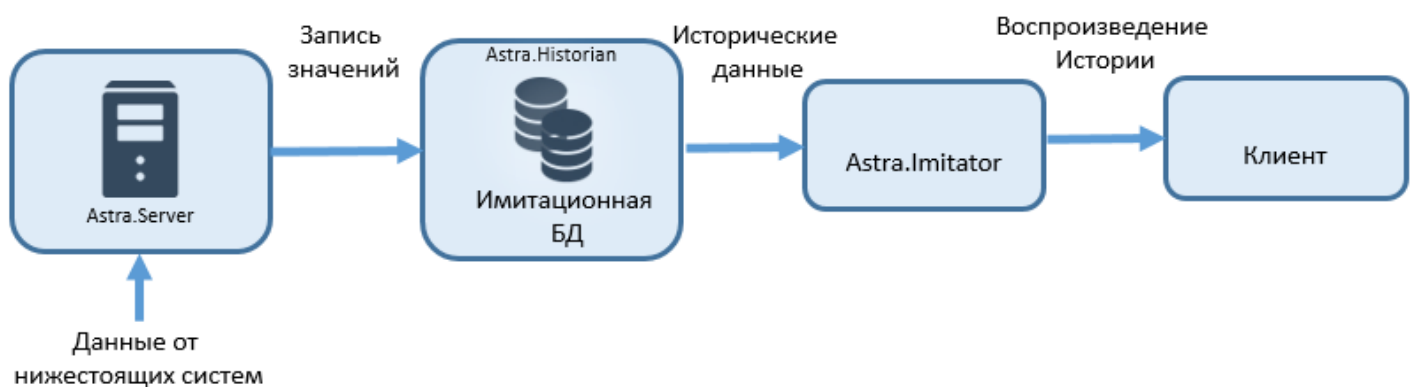 Запись
значений
Astra.Historian
Исторические
данные
Воспроизведение
Истории
Astra.Server
Имитационная
БД
Astra.Imitator
Клиент
Данные от
нижестоящих систем